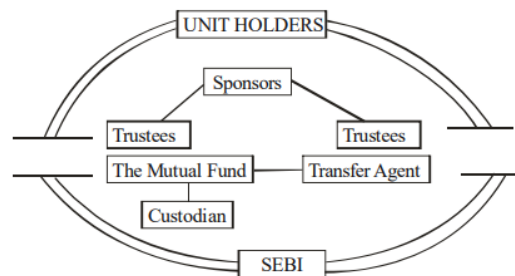 UNIT HOLDERS
Sponsors
Trustees
Trustees
The Mutual Fund
Transfer Agent
Custodian
SEBI